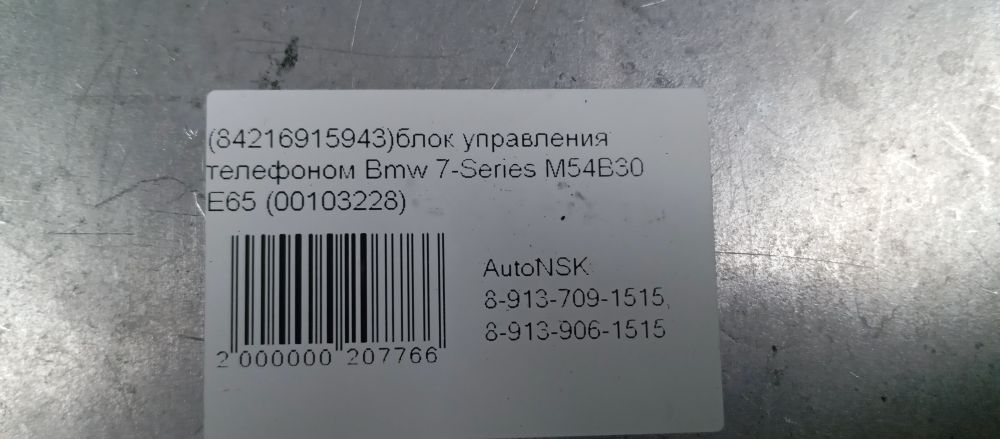 (84216915943)блок управления
телефоном Bmw 7-Series M54B30
E65 (00103228)
AutoNSK
8-913-709-1515,
8-913-906-1515
2 000000 207766